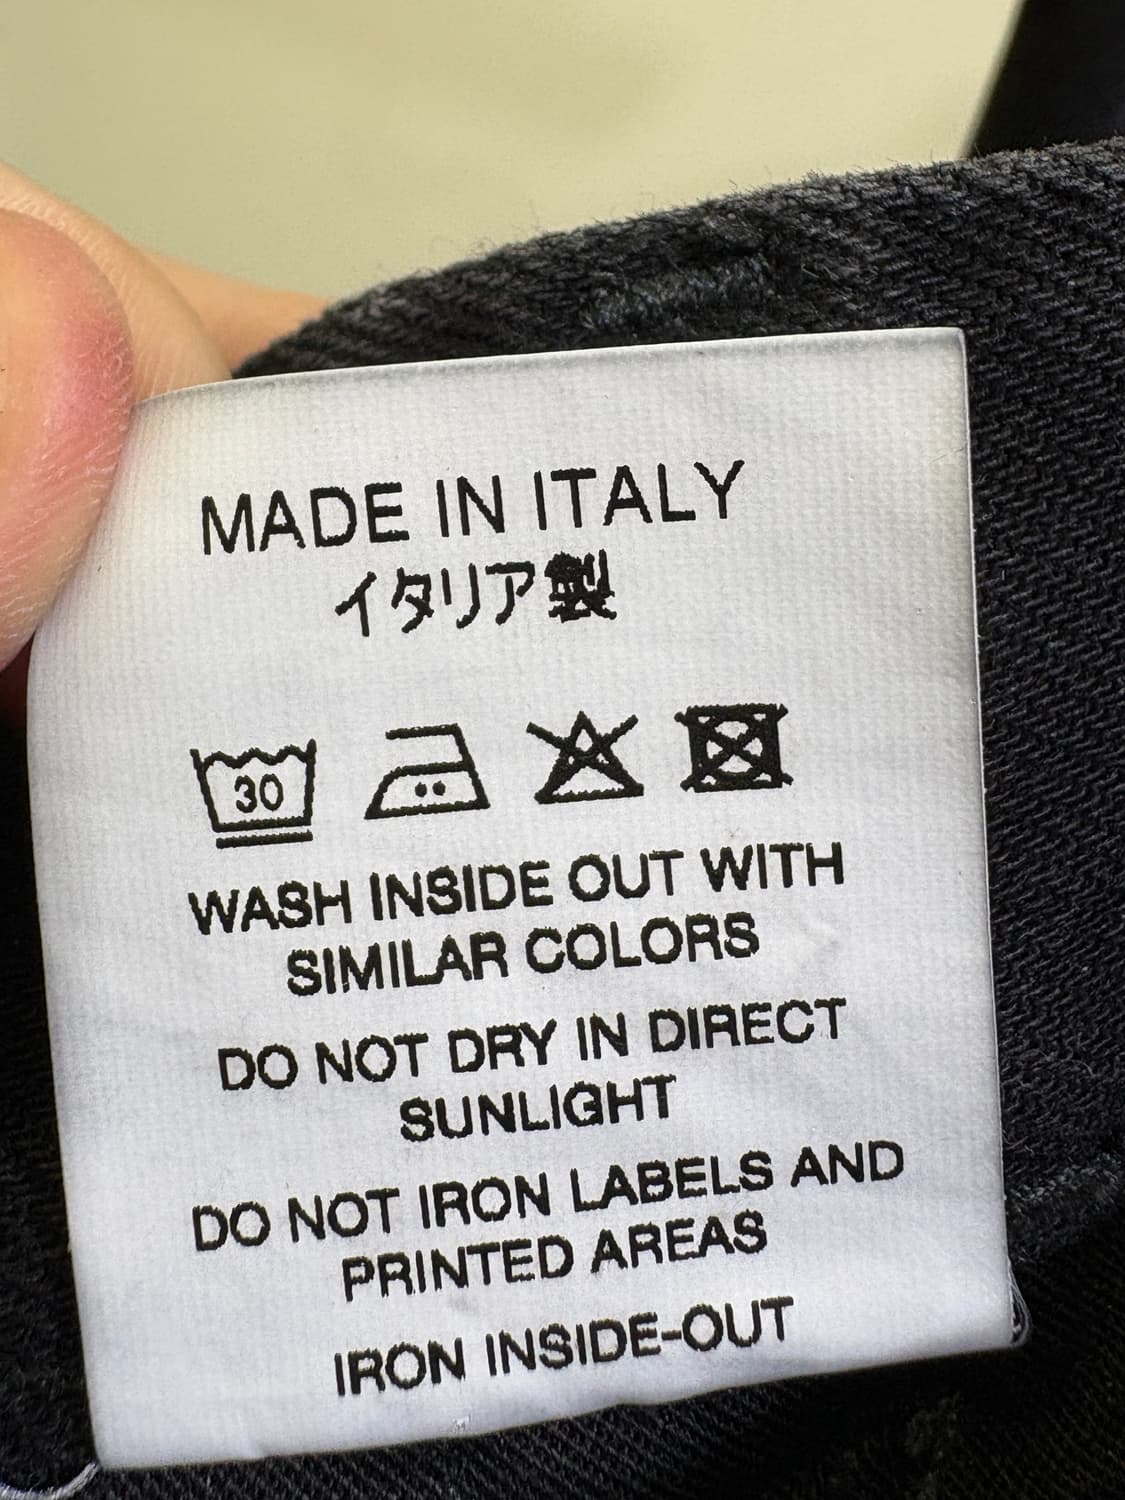 MADE IN ITALY
イタリア製
30
WASH INSIDE OUT WITH
SIMILAR COLORS
DO NOT DRY IN DIRECT
SUNLIGHT
DO NOT IRON LABELS AND
PRINTED AREAS
IRON INSIDE-OUT